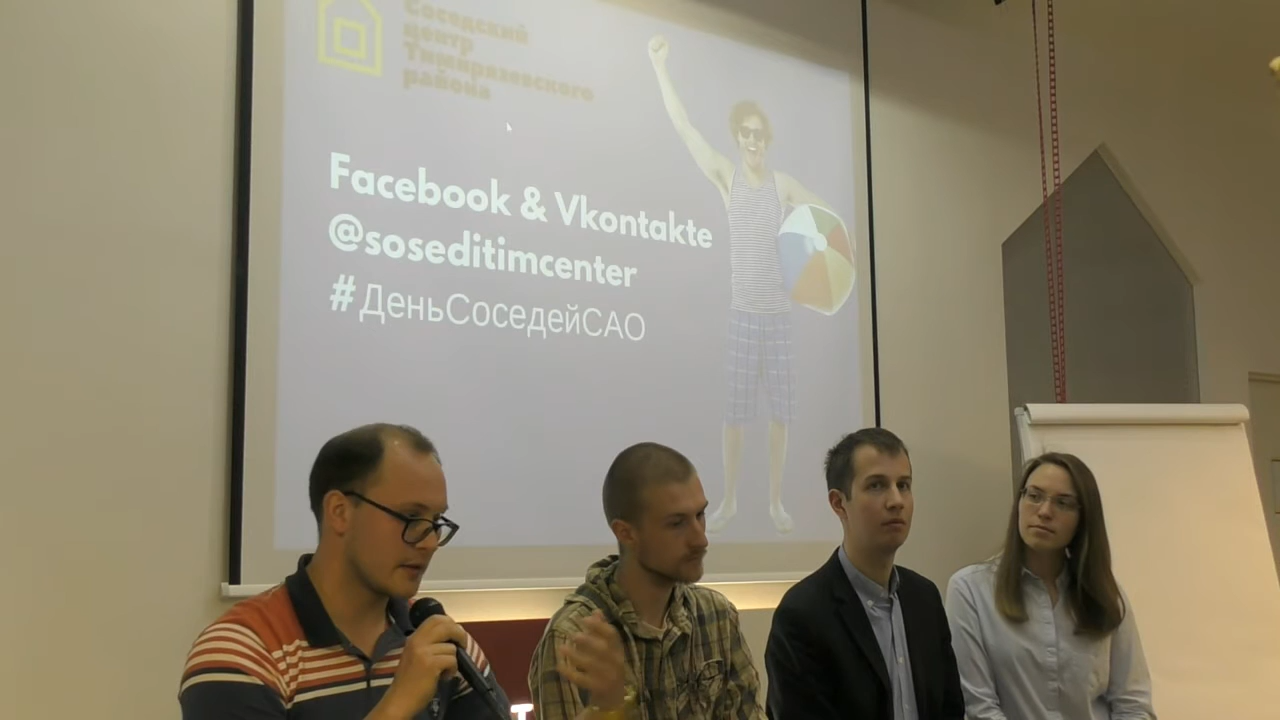 Соседский
центр
Тимирязевского
района
Facebook & Vkontakte
@soseditimcenter
#ДеньСоседейСАО